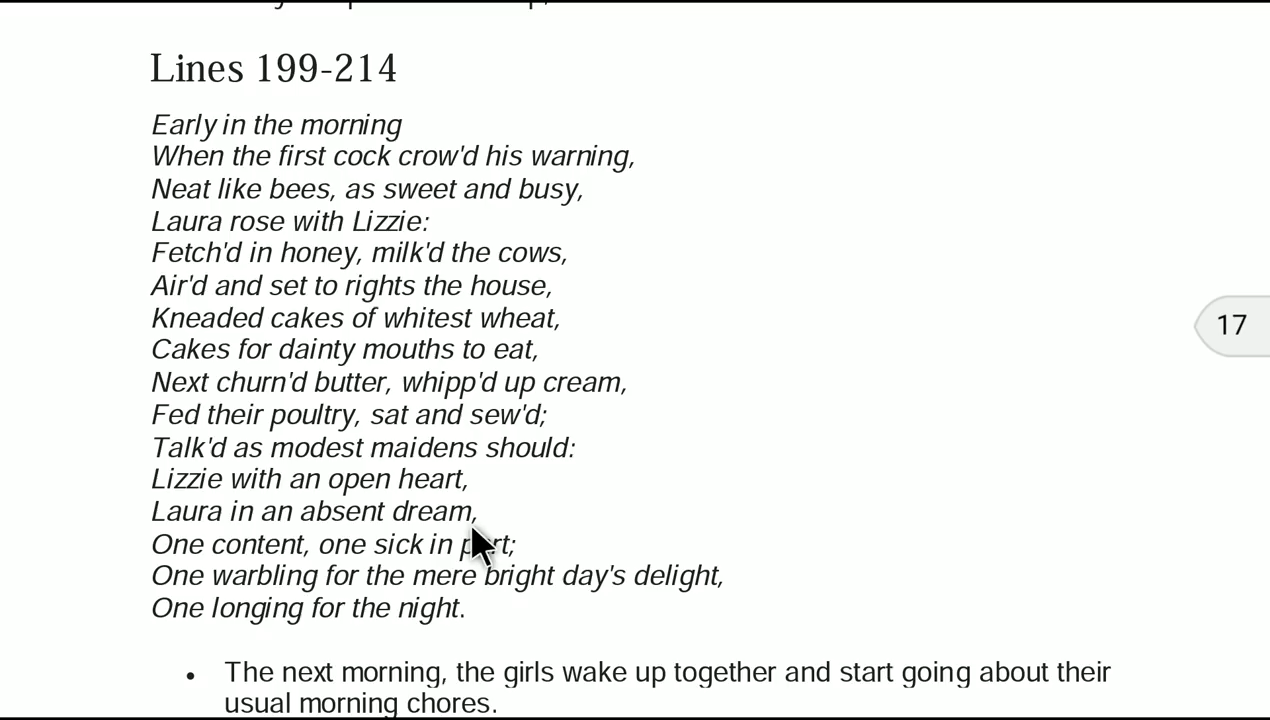 Lines 199-214
Early in the morning
When the first cock crow'd his warning,
Neat like bees, as sweet and busy,
Laura rose with Lizzie:
Fetch'd in honey, milk'd the cows,
Air'd and set to rights the house,
Kneaded cakes of whitest wheat,
Cakes for dainty mouths to eat,
Next churn'd butter, whipp'd up cream,
Fed their poultry, sat and sew'd;
Talk'd as modest maidens should:
Lizzie with an open heart,
Laura in an absent dream,
One content, one sick in part;
One warbling for the mere bright day's delight,
One longing for the night.
17
• The next morning, the girls wake up together and start going about their
usual morning chores.